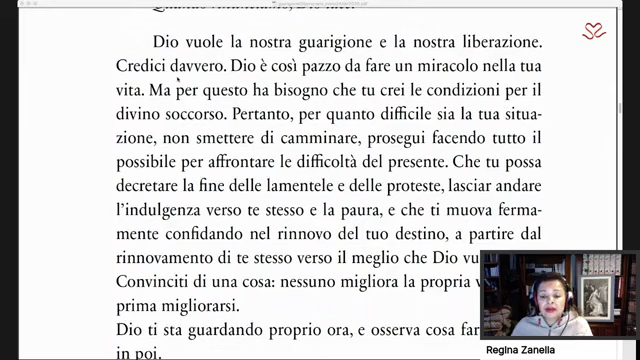 Dio vuole la nostra guarigione e la nostra liberazione.
Credici davvero. Dio è così pazzo da fare un miracolo nella tua
vita. Ma per questo ha bisogno che tu crei le condizioni per il
divino soccorso. Pertanto, per quanto difficile sia la tua situa-
zione, non smettere di camminare, prosegui facendo tutto il
possibile per affrontare le difficoltà del presente. Che tu possa
decretare la fine delle lamentele e delle proteste, lasciar andare
l'indulgenza verso te stesso e la paura, e che ti muova ferma-
mente confidando nel rinnovo del tuo destino, a partire dal
rinnovamento di te stesso verso il meglio che Dio
Convinciti di una cosa: nessuno migliora la propria
prima migliorarsi.
Dio ti sta guardando proprio ora, e osserva cosa
in poi.
Regina Zanella